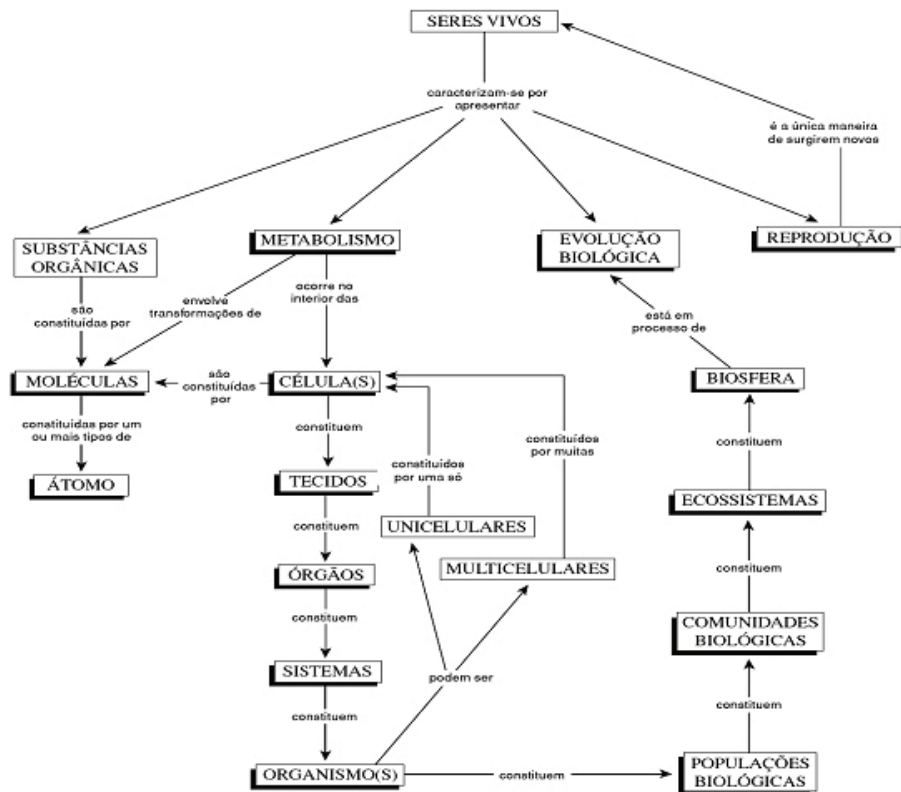 SERES VIVOS
caracterizam-se por
apresentar
é a única maneira
de surgirem novos
SUBSTÂNCIAS
ORGÂNICAS
METABOLISMO
EVOLUÇÃO
BIOLÓGICA
REPRODUÇÃO
são
constituídas por
envolve
transformações de
ocorre no
interior das
está em
processo de
MOLÉCULAS
são
constituídas
por
CÉLULA(S)
BIOSFERA
constituídas por um
ou mais tipos de
constituem
constituídos
por uma só
constituídos
por muitas
constituem
ÁTOMO
TECIDOS
ECOSSISTEMAS
constituem
UNICELULARES
MULTICELULARES
constituem
ÓRGÃOS
constituem
COMUNIDADES
BIOLÓGICAS
SISTEMAS
podem ser
constituem
constituem
ORGANISMO(S)
constituem
POPULAÇÕES
BIOLÓGICAS